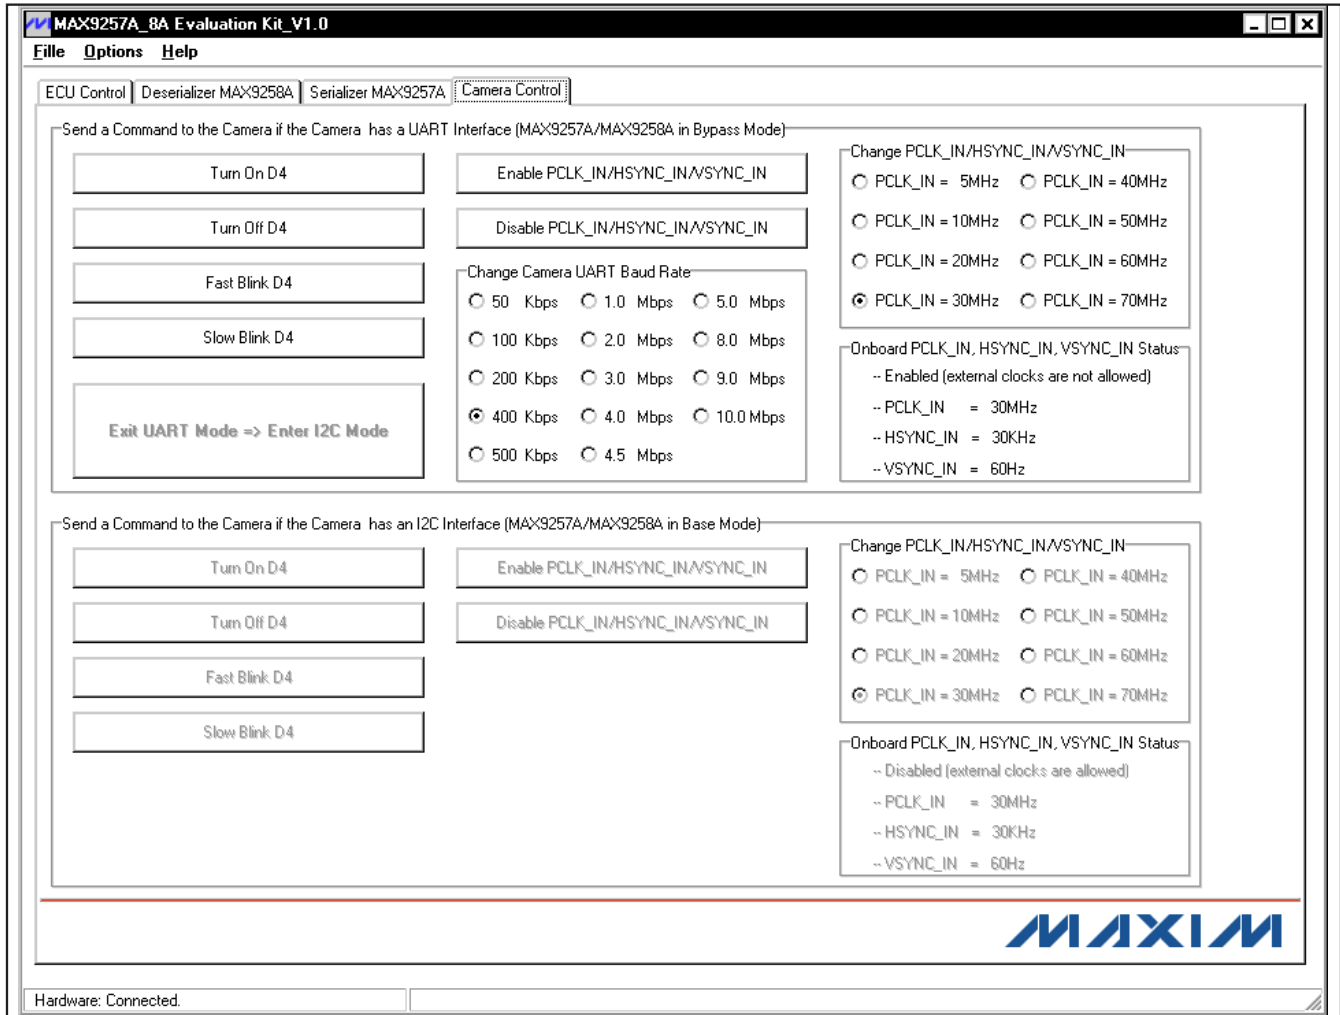 MAX9257A_8A Evaluation Kit_V1.0
Fille Options Help
ECU Control Deserializer MAX9258A Serializer MAX9257A Camera Control
Send a Command to the Camera if the Camera has a UART Interface (MAX9257A/MAX9258A in Bypass Mode)
Turn On D4
Turn Off D4
Fast Blink D4
Slow Blink D4
Exit UART Mode => Enter I2C Mode
Enable PCLK_IN/HSYNC_IN/VSYNC_IN
Disable PCLK_IN/HSYNC_IN/VSYNC_IN
Change Camera UART Baud Rate
50 Kbps 1.0 Mbps 5.0 Mbps
100 Kbps 2.0 Mbps 8.0 Mbps
200 Kbps 3.0 Mbps 9.0 Mbps
400 Kbps 4.0 Mbps 10.0 Mbps
500 Kbps 4.5 Mbps
Change PCLK_IN/HSYNC_IN/VSYNC_IN
PCLK_IN = 5MHz PCLK_IN = 40MHz
PCLK_IN = 10MHz PCLK_IN = 50MHz
PCLK_IN = 20MHz PCLK_IN = 60MHz
PCLK_IN = 30MHz PCLK_IN = 70MHz
Onboard PCLK_IN, HSYNC_IN, VSYNC_IN Status
-- Enabled (external clocks are not allowed)
-- PCLK_IN = 30MHz
-- HSYNC_IN = 30KHz
-- VSYNC_IN = 60Hz
Send a Command to the Camera if the Camera has an I2C Interface (MAX9257A/MAX9258A in Base Mode)
Turn On D4
Turn Off D4
Fast Blink D4
Slow Blink D4
Enable PCLK_IN/HSYNC_IN/VSYNC_IN
Disable PCLK_IN/HSYNC_IN/VSYNC_IN
Change PCLK_IN/HSYNC_IN/VSYNC_IN
PCLK_IN = 5MHz PCLK_IN = 40MHz
PCLK_IN = 10MHz PCLK_IN = 50MHz
PCLK_IN = 20MHz PCLK_IN = 60MHz
PCLK_IN = 30MHz PCLK_IN = 70MHz
Onboard PCLK_IN, HSYNC_IN, VSYNC_IN Status
-- Disabled (external clocks are allowed)
-- PCLK_IN = 30MHz
-- HSYNC_IN = 30KHz
-- VSYNC_IN = 60Hz
MAXIM
Hardware: Connected.